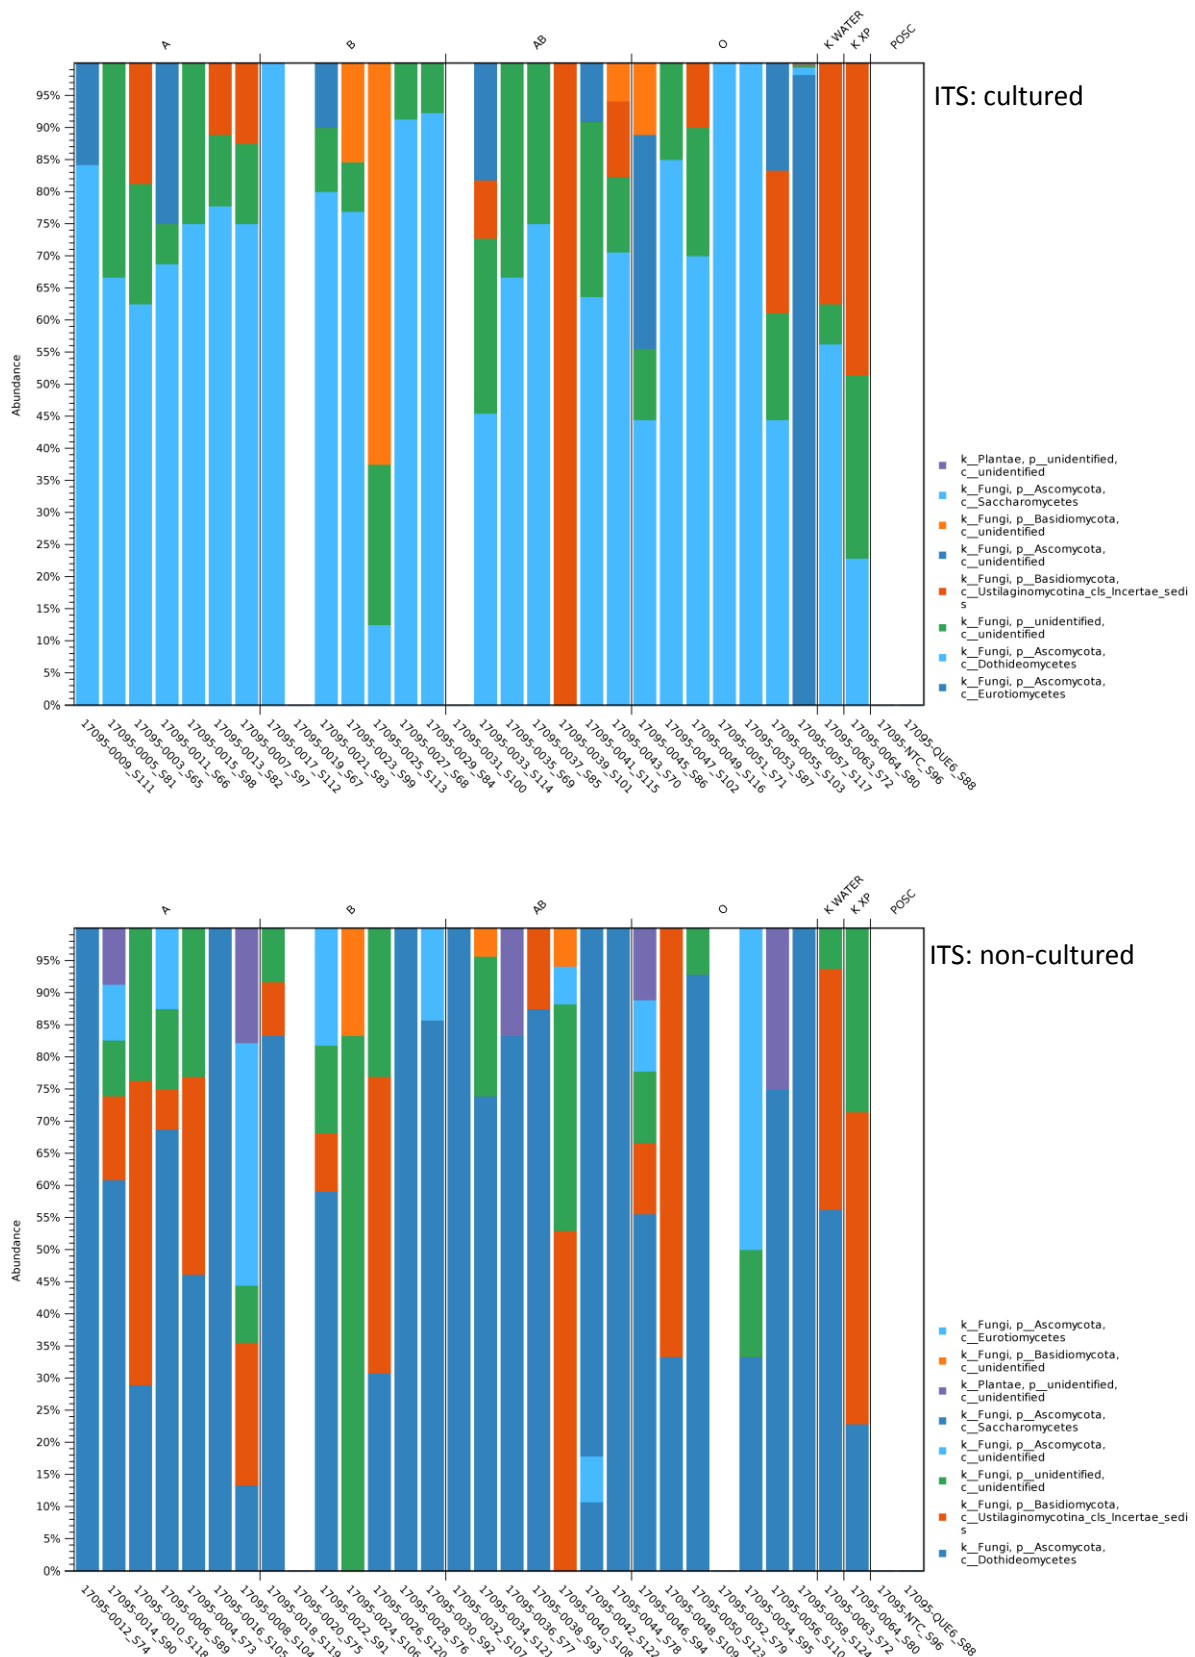 A
B
AB
O
K WATER
K XP
POSC
ITS: cultured
95%
90%
85%
80%
75%
70%
65%
60%
55%
50%
45%
40%
35%
30%
25%
20%
15%
10%
5%
0%
Abundance
k__Plantae, p__unidentified,
c__unidentified
k__Fungi, p__Ascomycota,
c__Saccharomycetes
k__Fungi, p__Basidiomycota,
c__unidentified
k__Fungi, p__Ascomycota,
c__unidentified
k__Fungi, p__Basidiomycota,
c__Ustilaginomycotina_cls_Incertae_sedi
s
k__Fungi, p__unidentified,
c__unidentified
k__Fungi, p__Ascomycota,
c__Dothideomycetes
k__Fungi, p__Ascomycota,
c__Eurotiomycetes
17095-0009_S111
17095-0005_S81
17095-0003_S65
17095-0011_S66
17095-0015_S98
17095-0013_S82
17095-0007_S97
17095-0017_S112
17095-0019_S67
17095-0021_S83
17095-0023_S99
17095-0025_S113
17095-0027_S68
17095-0029_S84
17095-0031_S100
17095-0033_S114
17095-0035_S69
17095-0037_S85
17095-0039_S101
17095-0041_S115
17095-0043_S70
17095-0045_S86
17095-0047_S102
17095-0049_S116
17095-0051_S71
17095-0053_S87
17095-0055_S103
17095-0057_S117
17095-0063_S72
17095-0064_S80
17095-NTC_S96
17095-QUE6_S88
A
B
AB
O
K WATER
K XP
POSC
ITS: non-cultured
95%
90%
85%
80%
75%
70%
65%
60%
55%
50%
45%
40%
35%
30%
25%
20%
15%
10%
5%
0%
Abundance
k__Fungi, p__Ascomycota,
c__Eurotiomycetes
k__Fungi, p__Basidiomycota,
c__unidentified
k__Plantae, p__unidentified,
c__unidentified
k__Fungi, p__Ascomycota,
c__Saccharomycetes
k__Fungi, p__Ascomycota,
c__unidentified
k__Fungi, p__unidentified,
c__unidentified
k__Fungi, p__Basidiomycota,
c__Ustilaginomycotina_cls_Incertae_sedi
s
k__Fungi, p__Ascomycota,
c__Dothideomycetes
17095-0012_S74
17095-0014_S90
17095-0010_S118
17095-0006_S89
17095-0004_S73
17095-0016_S105
17095-0008_S104
17095-0018_S119
17095-0020_S75
17095-0022_S91
17095-0024_S106
17095-0026_S120
17095-0028_S76
17095-0030_S92
17095-0032_S107
17095-0034_S121
17095-0036_S77
17095-0038_S93
17095-0040_S108
17095-0042_S122
17095-0044_S78
17095-0046_S94
17095-0048_S109
17095-0050_S123
17095-0052_S79
17095-0054_S95
17095-0056_S110
17095-0058_S124
17095-0063_S72
17095-0064_S80
17095-NTC_S96
17095-QUE6_S88